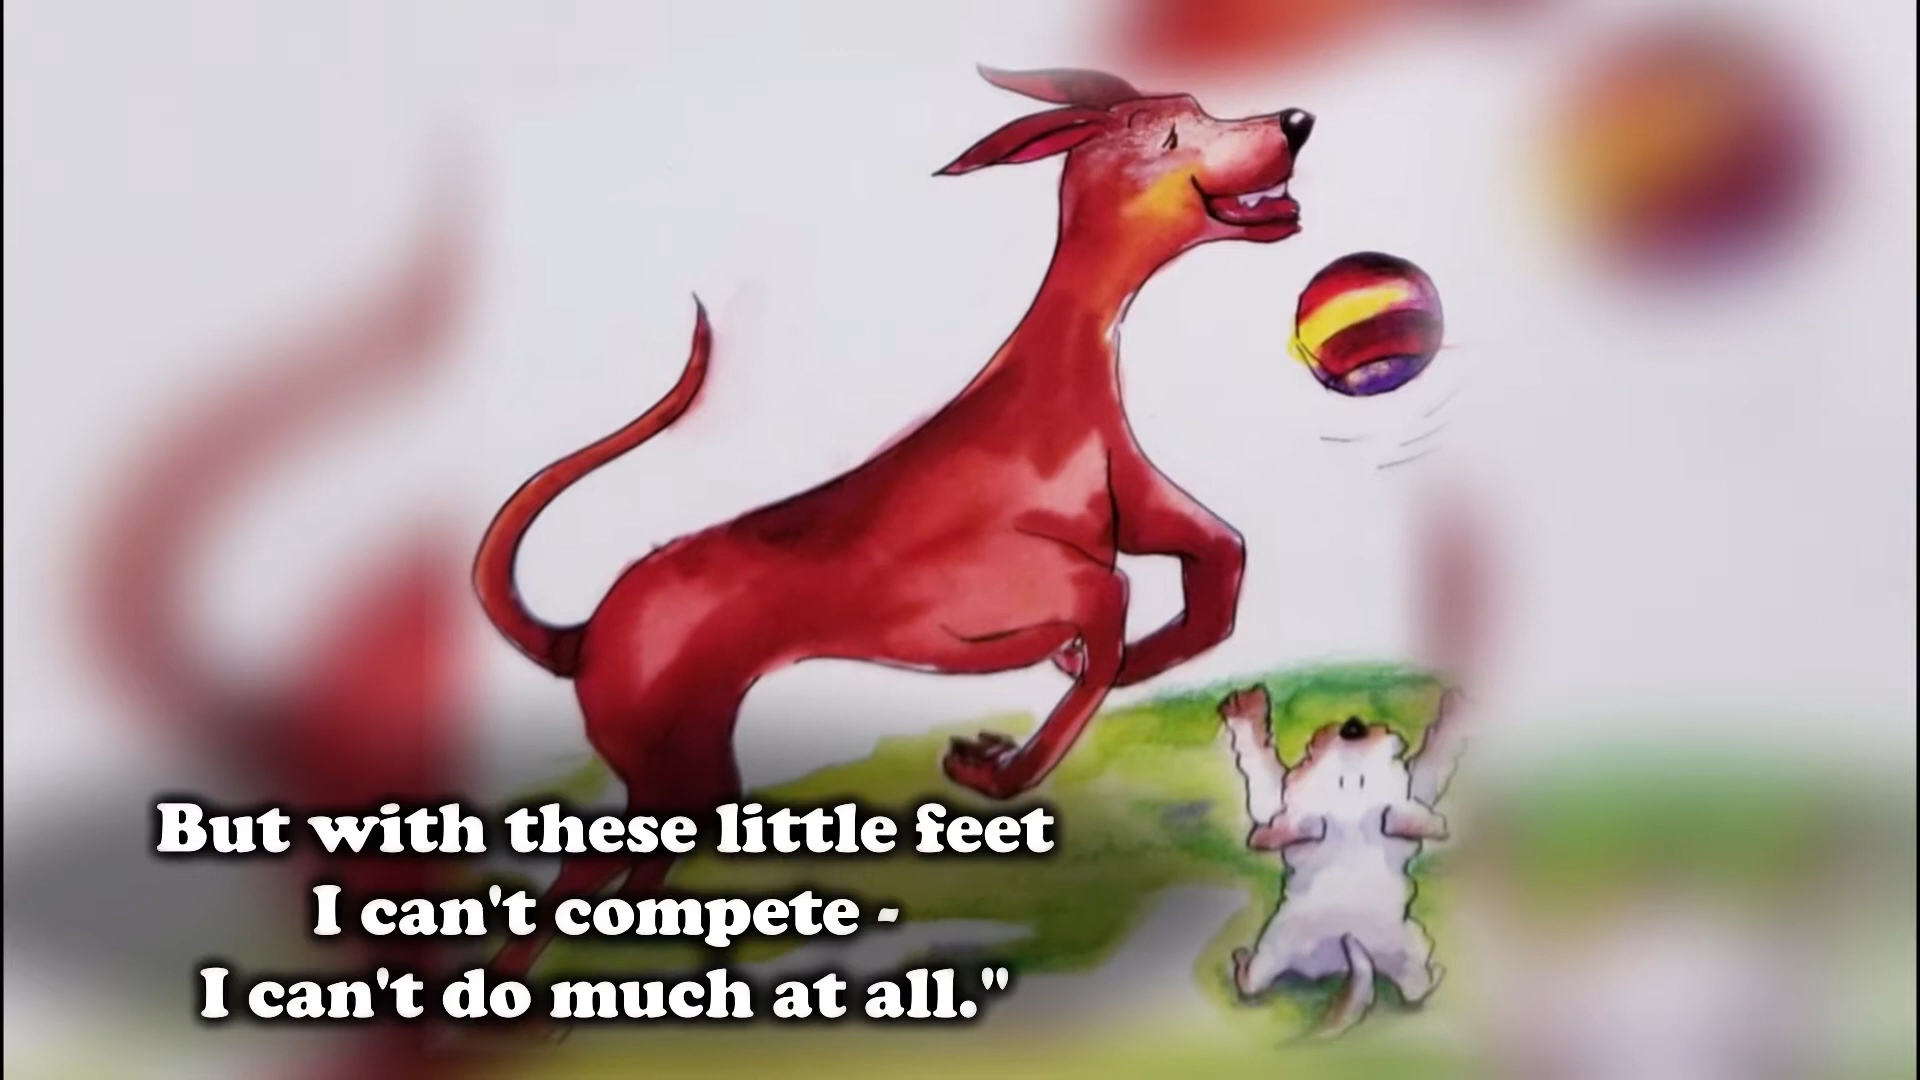 But with these little feet
I can't compete -
I can't do much at all."